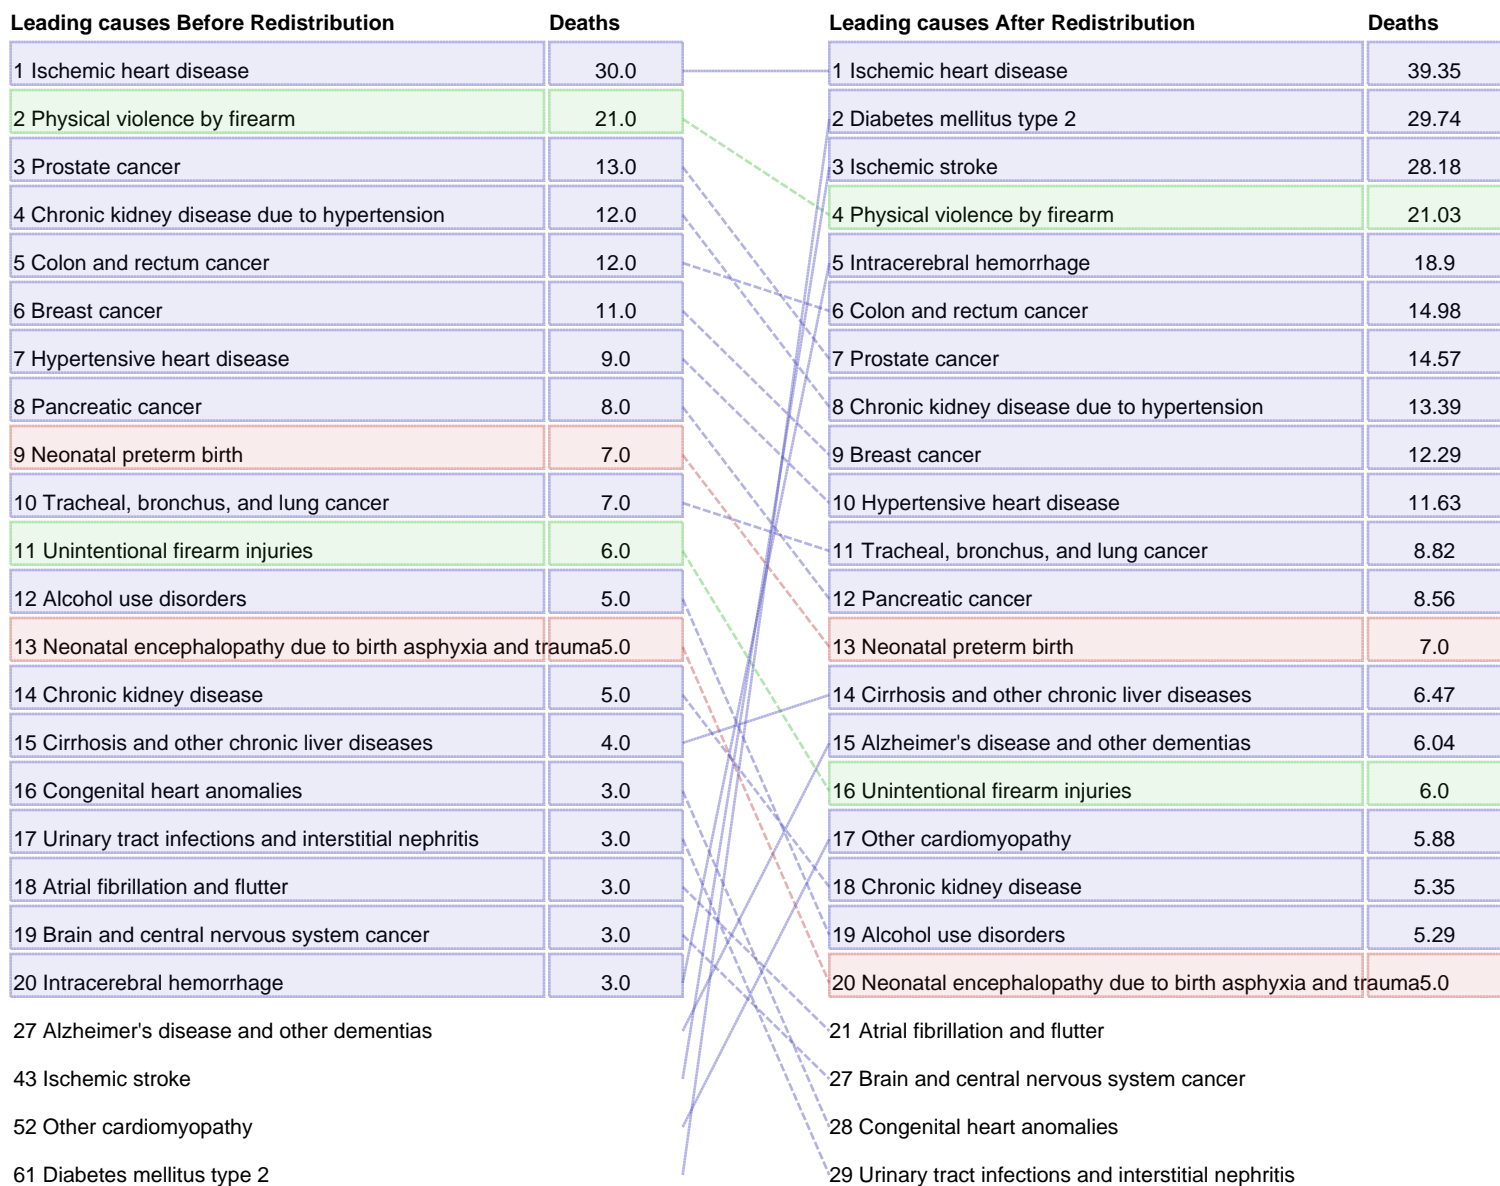 Leading causes Before Redistribution Deaths Leading causes After Redistribution Deaths
1 Ischemic heart disease 30.0 1 Ischemic heart disease 39.35
2 Physical violence by firearm 21.0 2 Diabetes mellitus type 2 29.74
3 Prostate cancer 13.0 3 Ischemic stroke 28.18
4 Chronic kidney disease due to hypertension 12.0 4 Physical violence by firearm 21.03
5 Colon and rectum cancer 12.0 5 Intracerebral hemorrhage 18.9
6 Breast cancer 11.0 6 Colon and rectum cancer 14.98
7 Hypertensive heart disease 9.0 7 Prostate cancer 14.57
8 Pancreatic cancer 8.0 8 Chronic kidney disease due to hypertension 13.39
9 Neonatal preterm birth 7.0 9 Breast cancer 12.29
10 Tracheal, bronchus, and lung cancer 7.0 10 Hypertensive heart disease 11.63
11 Unintentional firearm injuries 6.0 11 Tracheal, bronchus, and lung cancer 8.82
12 Alcohol use disorders 5.0 12 Pancreatic cancer 8.56
13 Neonatal encephalopathy due to birth asphyxia and trauma 5.0 13 Neonatal preterm birth 7.0
14 Chronic kidney disease 5.0 14 Cirrhosis and other chronic liver diseases 6.47
15 Cirrhosis and other chronic liver diseases 4.0 15 Alzheimer's disease and other dementias 6.04
16 Congenital heart anomalies 3.0 16 Unintentional firearm injuries 6.0
17 Urinary tract infections and interstitial nephritis 3.0 17 Other cardiomyopathy 5.88
18 Atrial fibrillation and flutter 3.0 18 Chronic kidney disease 5.35
19 Brain and central nervous system cancer 3.0 19 Alcohol use disorders 5.29
20 Intracerebral hemorrhage 3.0 20 Neonatal encephalopathy due to birth asphyxia and trauma 5.0
27 Alzheimer's disease and other dementias 21 Atrial fibrillation and flutter
43 Ischemic stroke 27 Brain and central nervous system cancer
52 Other cardiomyopathy 28 Congenital heart anomalies
61 Diabetes mellitus type 2 29 Urinary tract infections and interstitial nephritis